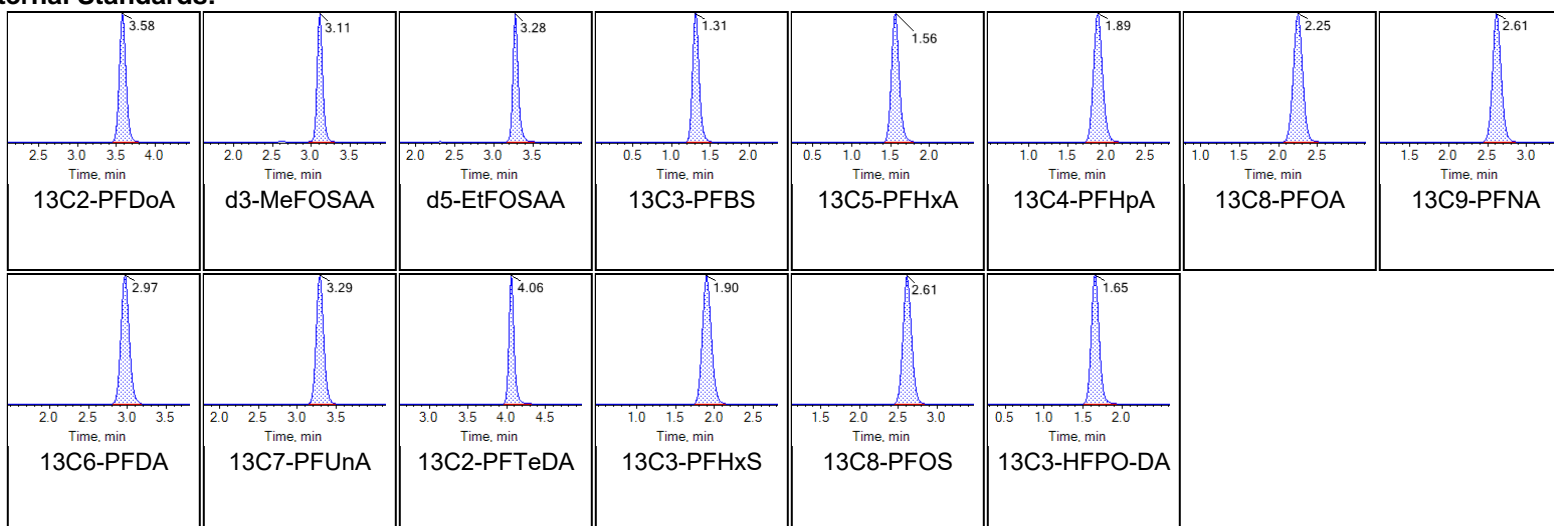 ternal Standards:
3.58 3.11 3.28 1.31 1.56 1.89 2.25 2.61
2.5 3.0 3.5 4.0 2.0 2.5 3.0 3.5 2.0 2.5 3.0 3.5 0.5 1.0 1.5 2.0 0.5 1.0 1.5 2.0 1.0 1.5 2.0 2.5 1.0 1.5 2.0 2.5 1.5 2.0 2.5 3.0
Time, min Time, min Time, min Time, min Time, min Time, min Time, min Time, min
13C2-PFDoA d3-MeFOSAA d5-EtFOSAA 13C3-PFBS 13C5-PFHxA 13C4-PFHpA 13C8-PFOA 13C9-PFNA
2.97 3.29 4.06 1.90 2.61 1.65
2.0 2.5 3.0 3.5 2.0 2.5 3.0 3.5 3.0 3.5 4.0 4.5 1.0 1.5 2.0 2.5 1.5 2.0 2.5 3.0 0.5 1.0 1.5 2.0
Time, min Time, min Time, min Time, min Time, min Time, min
13C6-PFDA 13C7-PFUnA 13C2-PFTeDA 13C3-PFHxS 13C8-PFOS 13C3-HFPO-DA